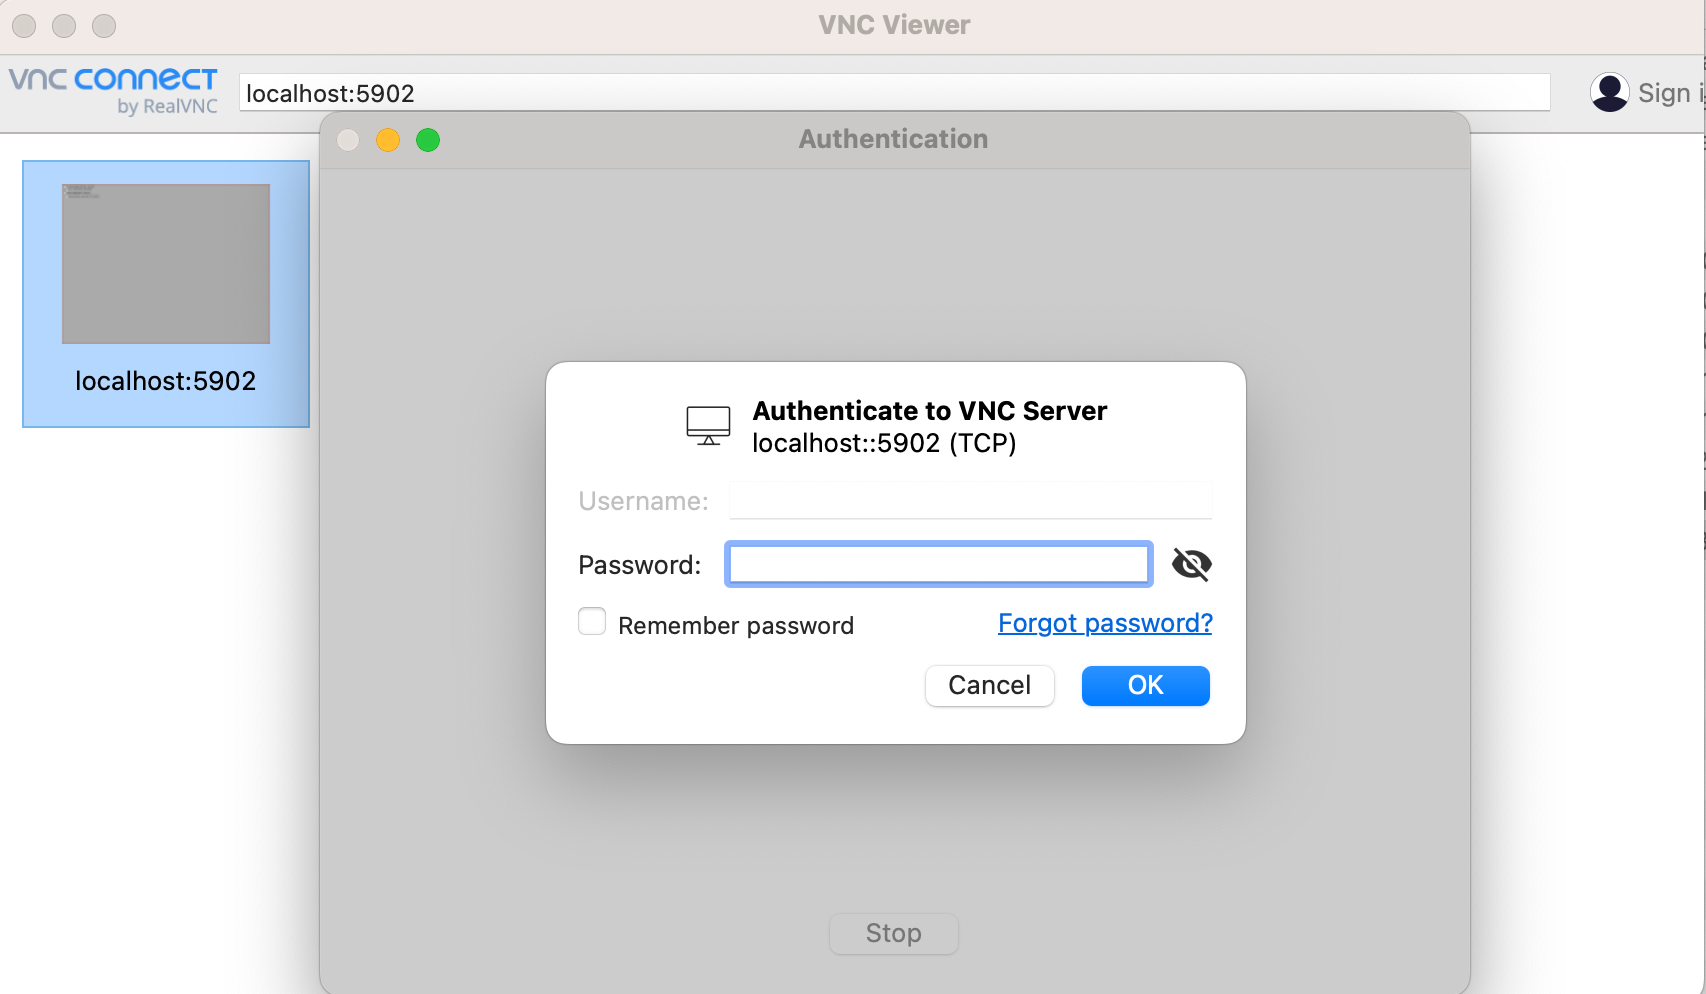 VNC Viewer
vnc connect
by RealVNC
localhost:5902
Sign i
Authentication
localhost:5902
Authenticate to VNC Server
localhost::5902 (TCP)
Username:
Password:
Remember password
Forgot password?
Cancel
OK
Stop